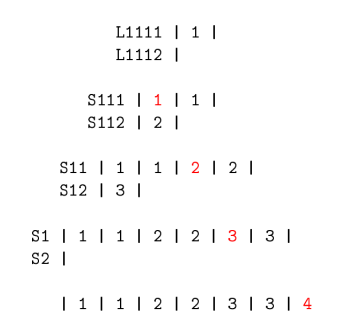 L1111 | 1 |
L1112 |
S111 | 1 | 1 |
S112 | 2 |
S11 | 1 | 1 | 2 | 2 |
S12 | 3 |
S1 | 1 | 1 | 2 | 2 | 3 | 3 |
S2 |
| 1 | 1 | 2 | 2 | 3 | 3 | 4